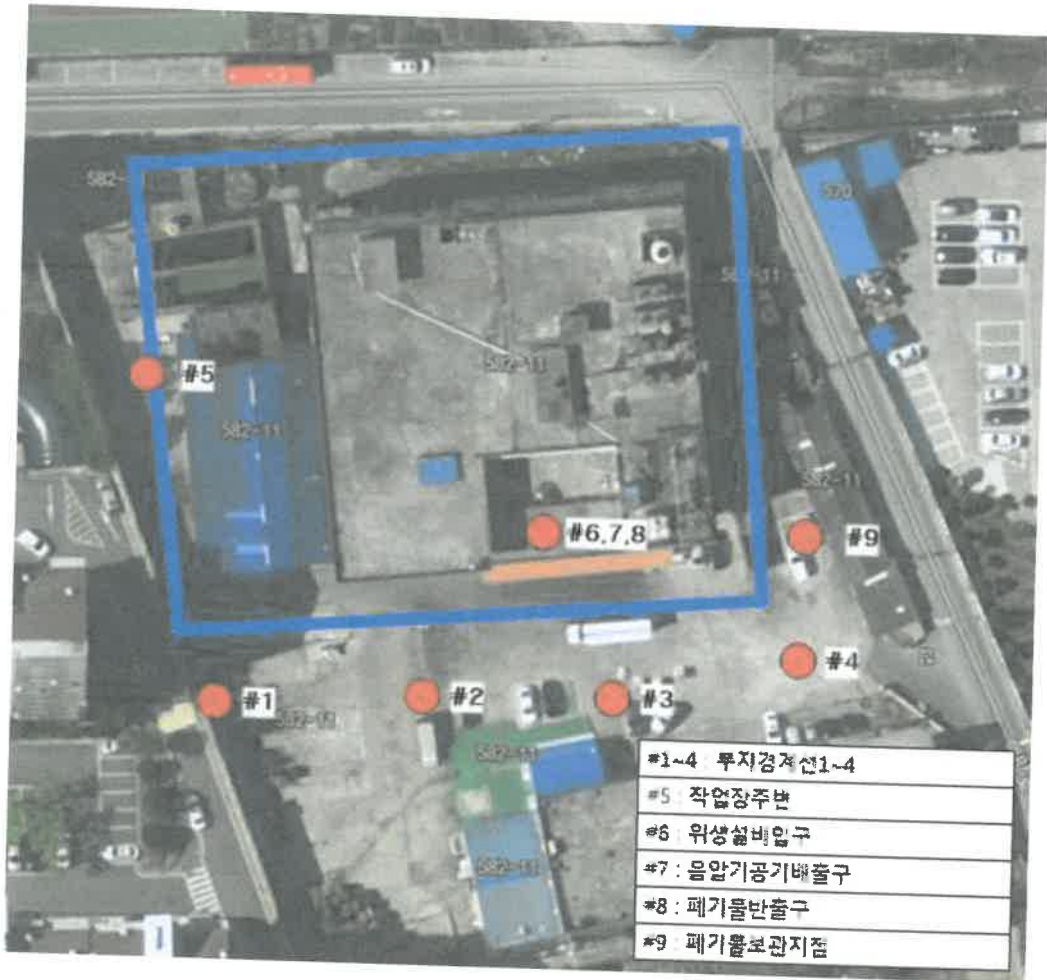 582-
570
582-11
582-11
#5
582-11
582-11
#6,7,8
#9
#4
#1
#2
#3
582-11
582-11
582-11
#1~4 : 부지경계선1~4
#5 : 작업장주변
#6 : 위생설비입구
#7 : 음압기공기배출구
#8 : 폐기물반출구
#9 : 폐기물보관지점